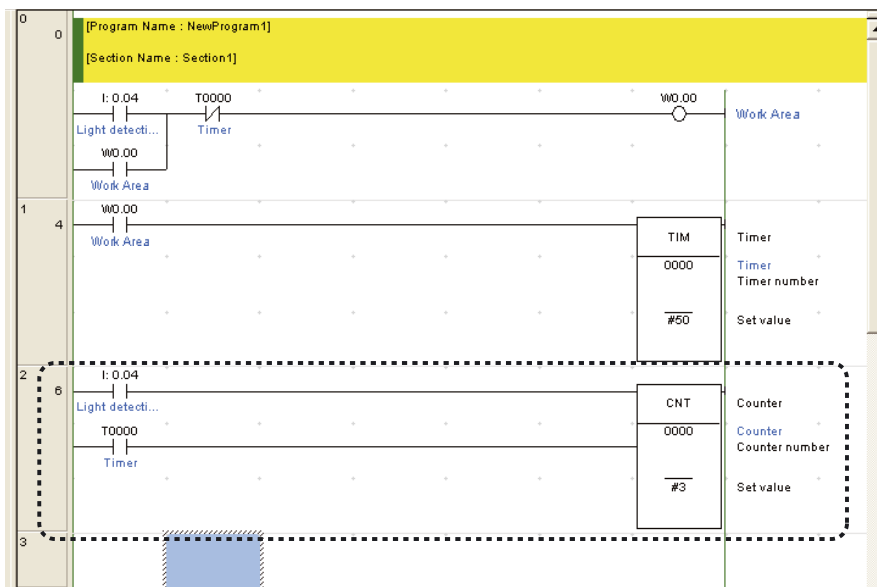 0
0
[Program Name : NewProgram1]
[Section Name : Section1]
I: 0.04
T0000
W0.00
Work Area
Light detecti...
Timer
W0.00
Work Area
1
4
W0.00
Work Area
TIM
Timer
0000
Timer
Timer number
#50
Set value
2
6
I: 0.04
Light detecti...
CNT
Counter
T0000
Timer
0000
Counter
Counter number
#3
Set value
3